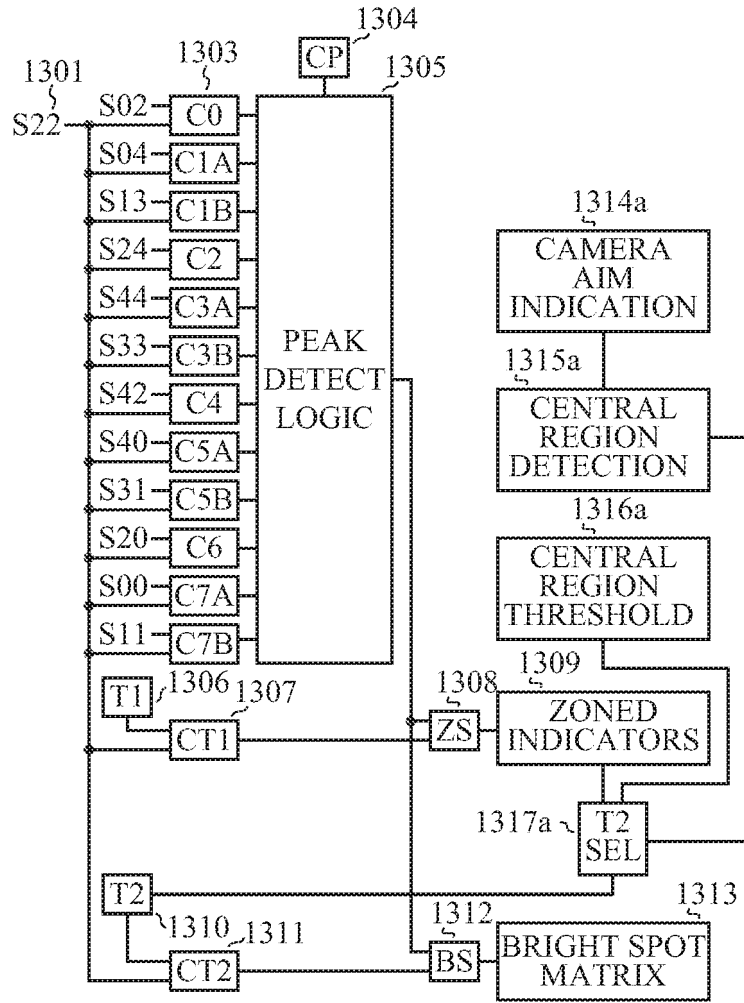 1304
1303
CP
1305
1301
S02
C0
S22
S04
C1A
S13
C1B
1314a
S24
C2
CAMERA
AIM
INDICATION
S44
C3A
S33
C3B
PEAK
DETECT
LOGIC
1315a
S42
C4
CENTRAL
REGION
DETECTION
S40
C5A
S31
C5B
1316a
S20
C6
CENTRAL
REGION
THRESHOLD
S00
C7A
S11
C7B
1309
T1
1306
1307
1308
ZONED
INDICATORS
CT1
ZS
1317a
T2
SEL
T2
1313
1310
1311
1312
BRIGHT SPOT
MATRIX
CT2
BS